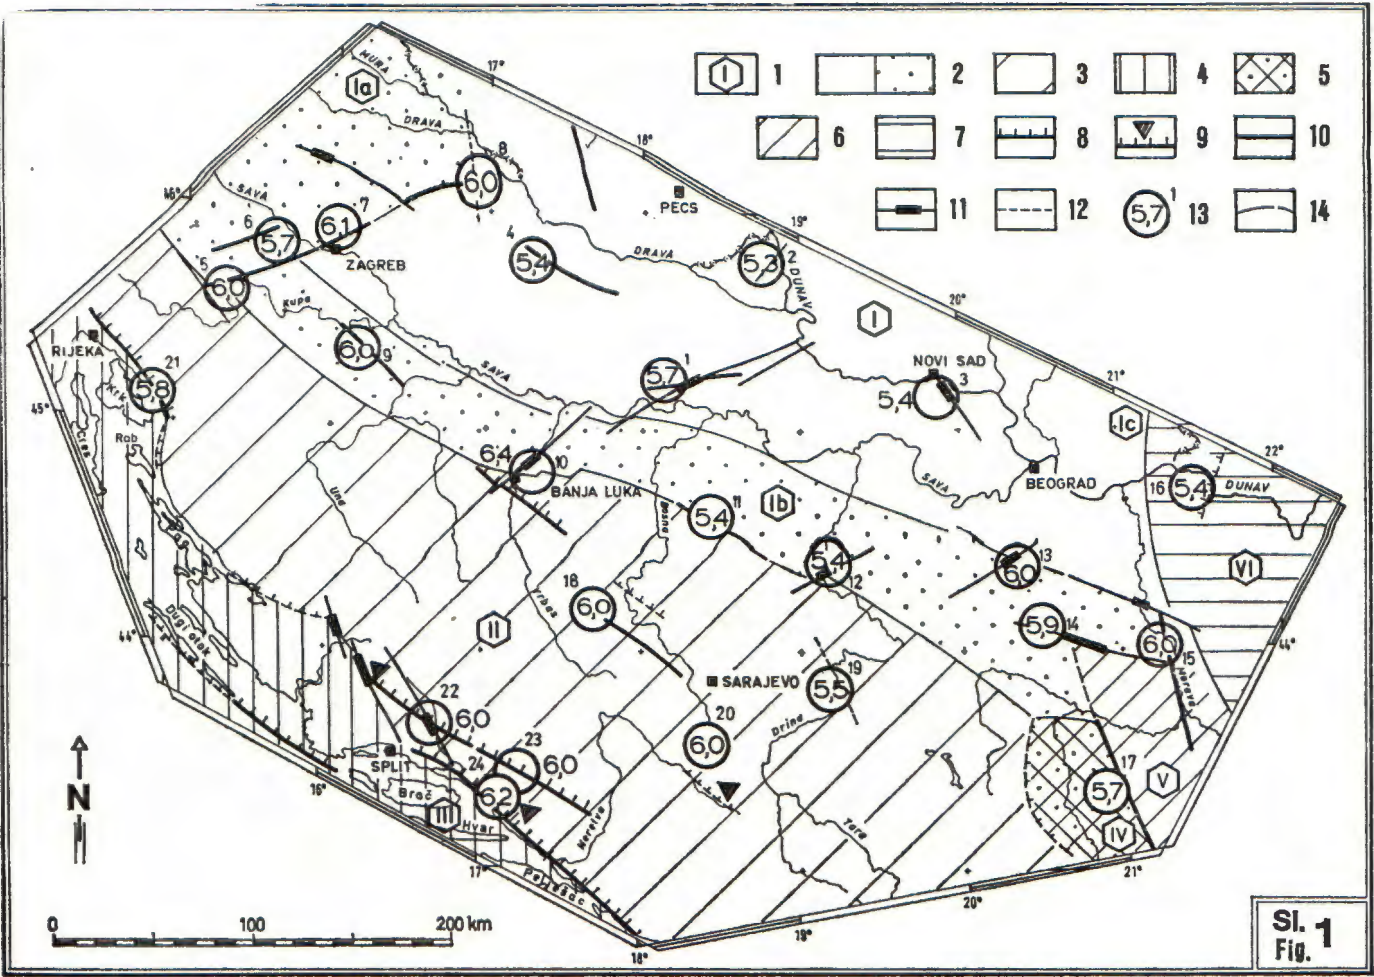 MURA
17°
Ia
I
1
2
3
4
5
DRAVA
18°
6
7
8
9
10
8
6,0
46°
SAVA
PECS
11
12
5,7
1
13
14
6
5,7
7
6,1
19°
4
5,4
DRAVA
5,3
2
DUNAV
ZAGREB
5
6,0
20°
Kupa
I
RIJEKA
6,0
9
21
5,8
SAVA
5,7
1
NOVI SAD
3
5,4
21°
Krk
45°
Cres
Rab
Ic
6,4
10
BANJA LUKA
22°
SAVA
BEOGRAD
16
5,4
DUNAV
Una
Bosna
5,4
11
Ib
Pag
5,4
12
13
6,0
VI
Vrbas
18
6,0
II
Dugi otok
44°
5,9
14
6,0
15
44°
SARAJEVO
19
5,5
Morava
22
6,0
20
6,0
Drina
23
6,0
N
SPLIT
24
6,2
Brač
III
Hvar
17
5,7
V
IV
16°
Neretva
Tara
17°
Pelješac
21°
20°
19°
18°
0
100
200 km
Sl.
Fig.
1